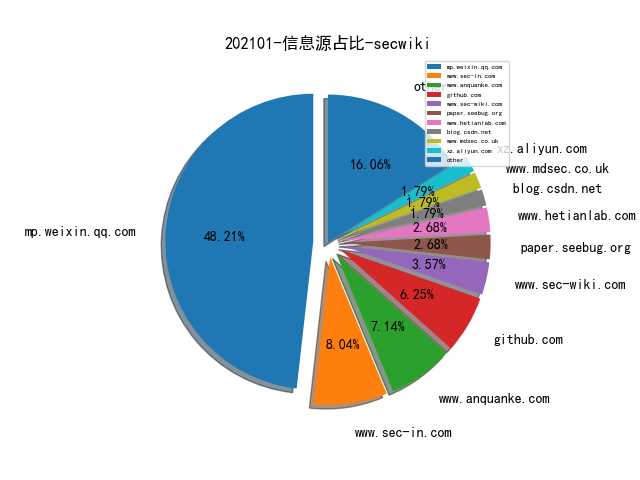 202101-信息源占比-secwiki
mp.weixin.qq.com
www.sec-in.com
www.anquanke.com
github.com
www.sec-wiki.com
paper.seebug.org
www.hetianlab.com
blog.csdn.net
www.mdsec.co.uk
xz.aliyun.com
other
16.06%
xz.aliyun.com
1.79%
www.mdsec.co.uk
1.79%
blog.csdn.net
1.79%
www.hetianlab.com
2.68%
paper.seebug.org
2.68%
www.sec-wiki.com
3.57%
github.com
6.25%
www.anquanke.com
7.14%
www.sec-in.com
8.04%
mp.weixin.qq.com
48.21%